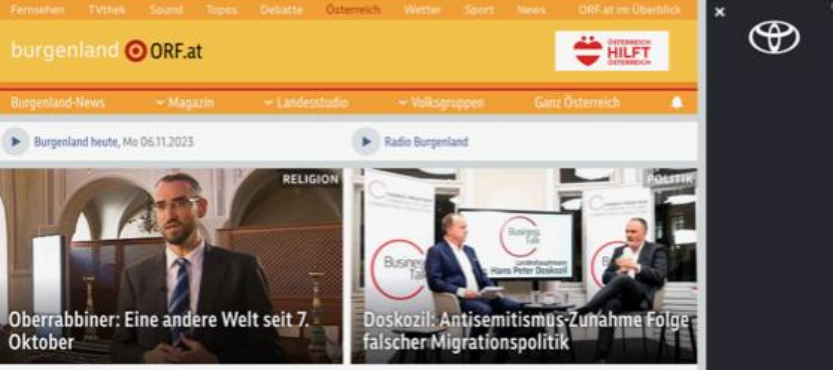 Fernsehen TVthek Sound Topos Debatte Österreich Wetter Sport News ORF.at im Überblick
burgenland ORF.at
ÖSTERREICH
HILFT
ÖSTERREICH
Burgenland-News Magazin Landesstudio Volksgruppen Ganz Österreich
Burgenland heute, Mo 06.11.2023 Radio Burgenland
RELIGION
POLITIK
Business
Talk
Business
Talk
Landeshauptmann
Hans Peter Doskozil
Oberrabbiner: Eine andere Welt seit 7.
Oktober
Doskozil: Antisemitismus-Zunahme Folge
falscher Migrationspolitik